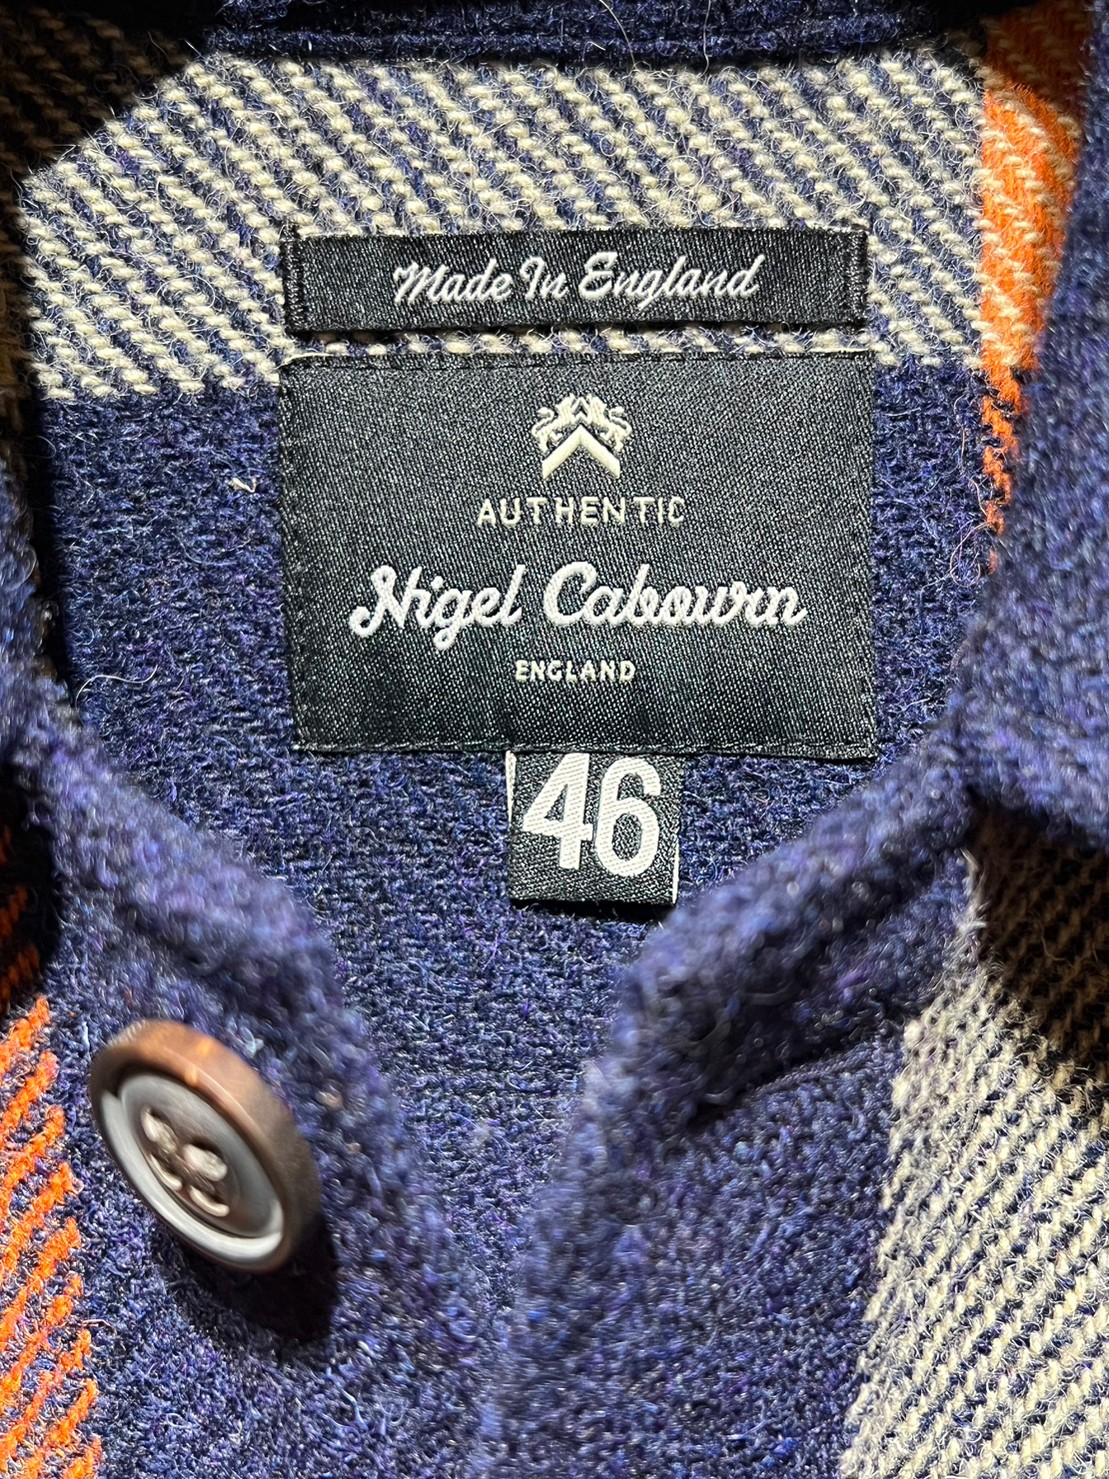 Made In England
AUTHENTIC
Nigel Cabourn
ENGLAND
46